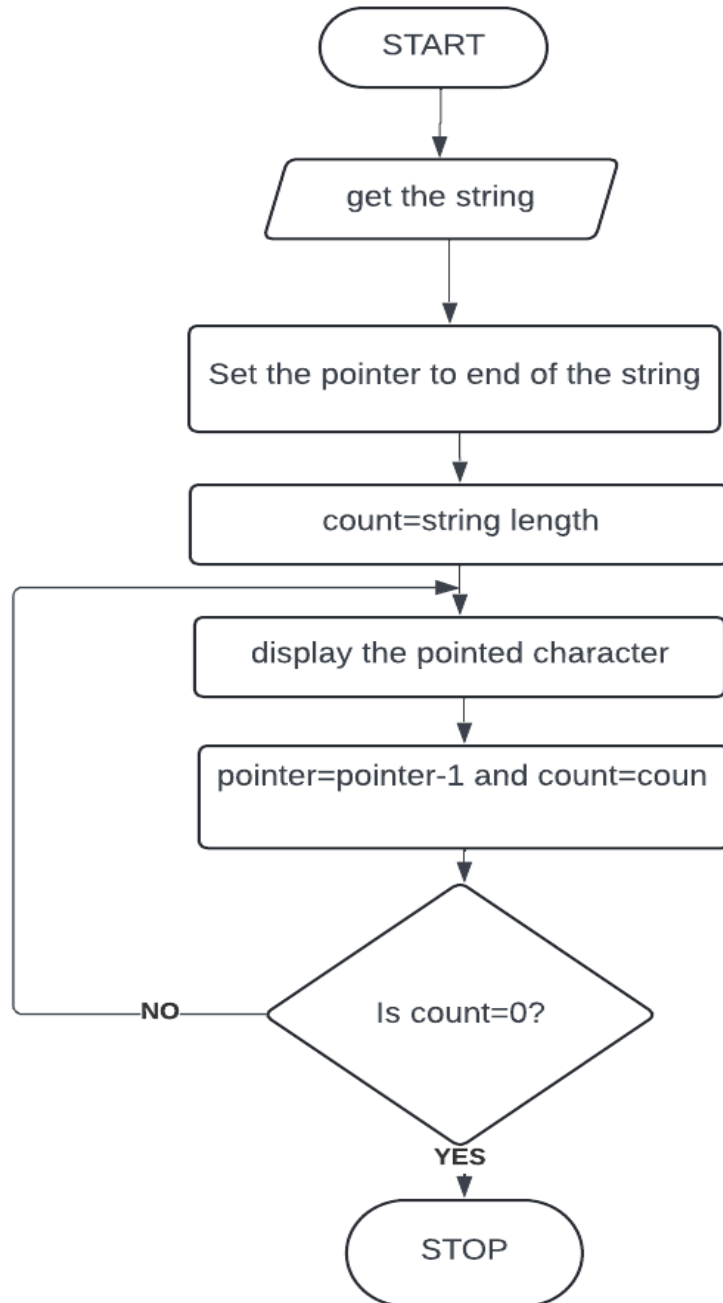 START
get the string
Set the pointer to end of the string
count=string length
display the pointed character
pointer=pointer-1 and count=coun
Is count=0?
NO
YES
STOP